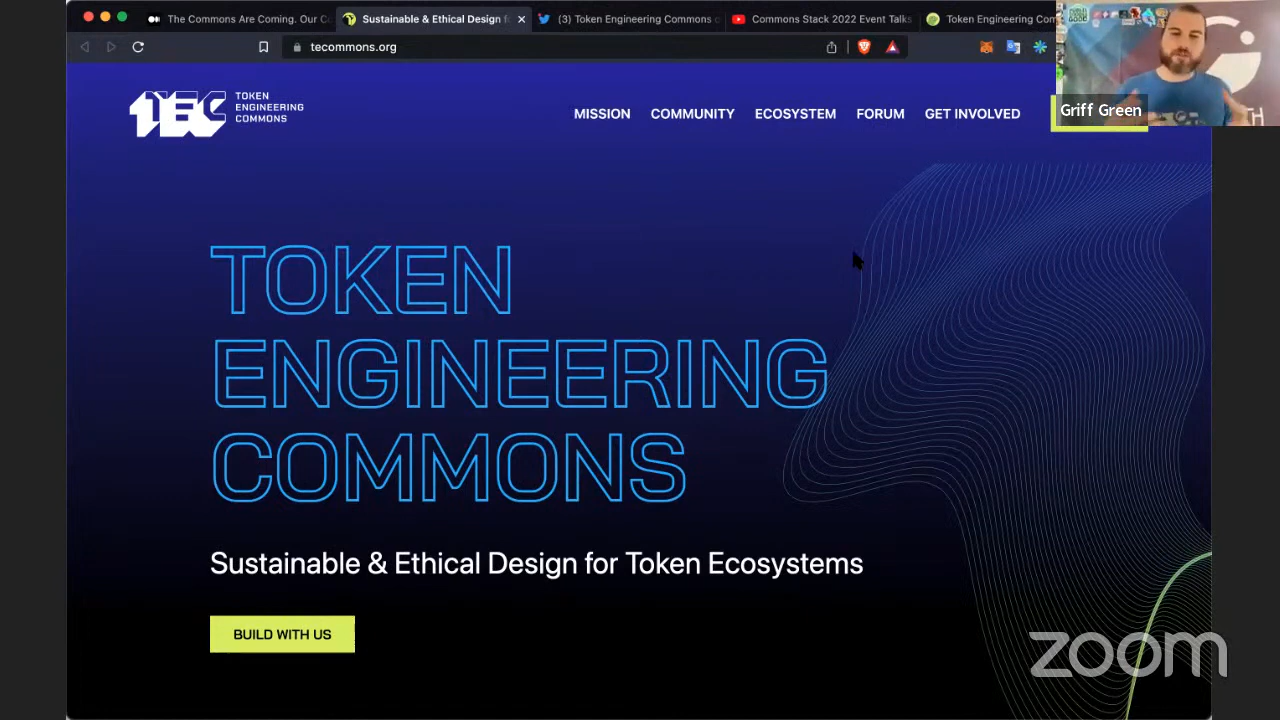 The Commons Are Coming. Our C
Sustainable & Ethical Design f
(3) Token Engineering Commons
Commons Stack 2022 Event Talks
Token Engineering Com
tecommons.org
Griff Green
TEC
TOKEN
ENGINEERING
COMMONS
MISSION
COMMUNITY
ECOSYSTEM
FORUM
GET INVOLVED
TOKEN
ENGINEERING
COMMONS
Sustainable & Ethical Design for Token Ecosystems
BUILD WITH US
zoom